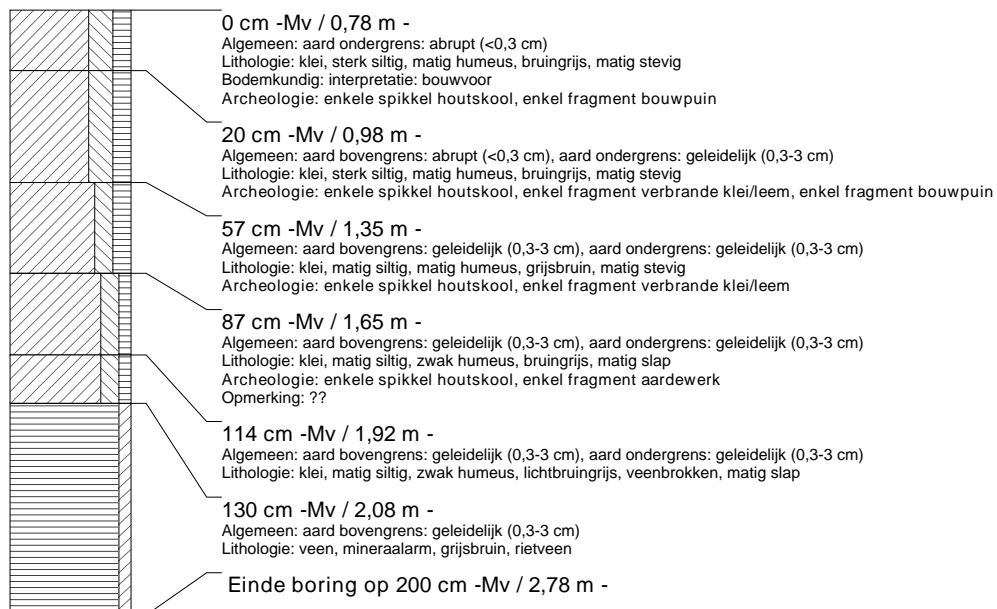 0 cm -Mv / 0,78 m -
Algemeen: aard ondergrens: abrupt (<0,3 cm)
Lithologie: klei, sterk siltig, matig humeus, bruingrijs, matig stevig
Bodemkundig: interpretatie: bouwvoor
Archeologie: enkele spikkel houtskool, enkel fragment bouwpuin
20 cm -Mv / 0,98 m -
Algemeen: aard bovengrens: abrupt (<0,3 cm), aard ondergrens: geleidelijk (0,3-3 cm)
Lithologie: klei, sterk siltig, matig humeus, bruingrijs, matig stevig
Archeologie: enkele spikkel houtskool, enkel fragment verbrande klei/leem, enkel fragment bouwpuin
57 cm -Mv / 1,35 m -
Algemeen: aard bovengrens: geleidelijk (0,3-3 cm), aard ondergrens: geleidelijk (0,3-3 cm)
Lithologie: klei, matig siltig, matig humeus, grijsbruin, matig stevig
Archeologie: enkele spikkel houtskool, enkel fragment verbrande klei/leem
87 cm -Mv / 1,65 m -
Algemeen: aard bovengrens: geleidelijk (0,3-3 cm), aard ondergrens: geleidelijk (0,3-3 cm)
Lithologie: klei, matig siltig, zwak humeus, bruingrijs, matig slap
Archeologie: enkele spikkel houtskool, enkel fragment aardewerk
Opmerking: ??
114 cm -Mv / 1,92 m -
Algemeen: aard bovengrens: geleidelijk (0,3-3 cm), aard ondergrens: geleidelijk (0,3-3 cm)
Lithologie: klei, matig siltig, zwak humeus, lichtbruingrijs, veenbrokken, matig slap
130 cm -Mv / 2,08 m -
Algemeen: aard bovengrens: geleidelijk (0,3-3 cm)
Lithologie: veen, mineraalarm, grijsbruin, rietveen
Einde boring op 200 cm -Mv / 2,78 m -